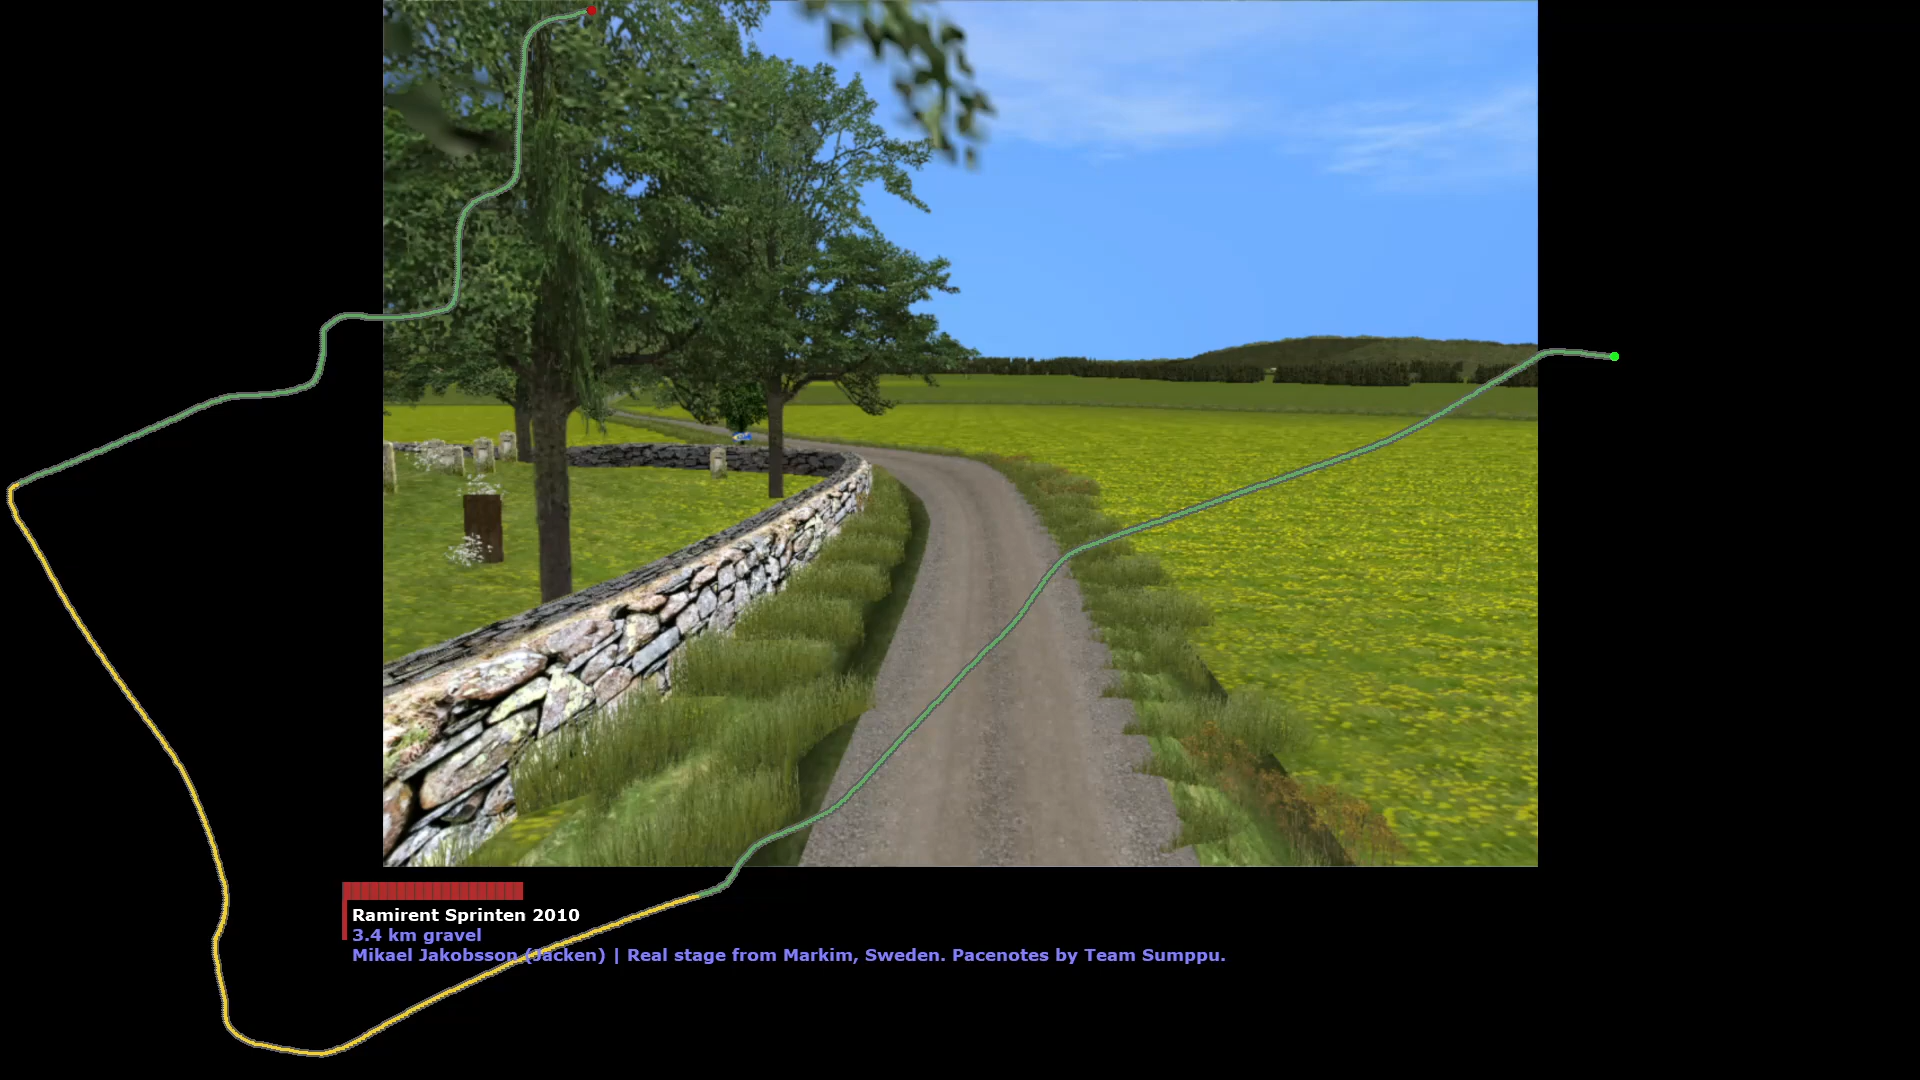 Ramirent Sprinten 2010
3.4 km gravel
Mikael Jakobsson (Jacken) | Real stage from Markim, Sweden. Pacenotes by Team Sumppu.